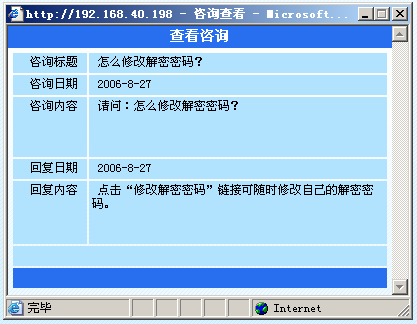 http://192.168.40.198 - 咨询查看 - Microsoft...
查看咨询
咨询标题 怎么修改解密密码？
咨询日期 2006-8-27
咨询内容 请问：怎么修改解密密码？
回复日期 2006-8-27
回复内容 点击“修改解密密码”链接可随时修改自己的解密密
码。
完毕 Internet